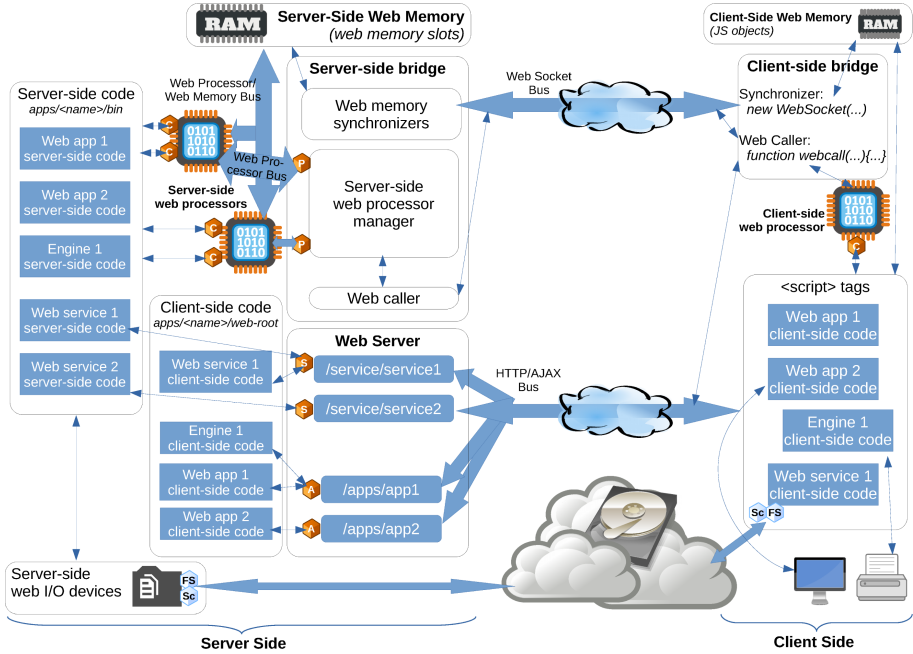 RAM
Server-Side Web Memory
(web memory slots)
Client-Side Web Memory
(JS objects)
RAM
Server-side code
apps/<name>/bin
Web app 1
server-side code
Web app 2
server-side code
Engine 1
server-side code
Web service 1
server-side code
Web service 2
server-side code
Web Processor/
Web Memory Bus
C
C
0101
1010
0110
Web Pro-
cessor Bus
Server-side
web processors
C
C
0101
1010
0110
Server-side bridge
Web memory
synchronizers
P
Server-side
web processor
manager
P
Web caller
Web Socket
Bus
Client-side bridge
Synchronizer:
new WebSocket(...)
Web Caller:
function webcall(...){...}
Client-side
web processor
0101
1010
0110
C
Client-side code
apps/<name>/web-root
Web service 1
client-side code
Engine 1
client-side code
Web app 1
client-side code
Web app 2
client-side code
Web Server
S
/service/service1
S
/service/service2
A
/apps/app1
A
/apps/app2
HTTP/AJAX
Bus
<script> tags
Web app 1
client-side code
Web app 2
client-side code
Engine 1
client-side code
Web service 1
client-side code
Sc
FS
Server-side
web I/O devices
FS
Sc
Server Side
Client Side